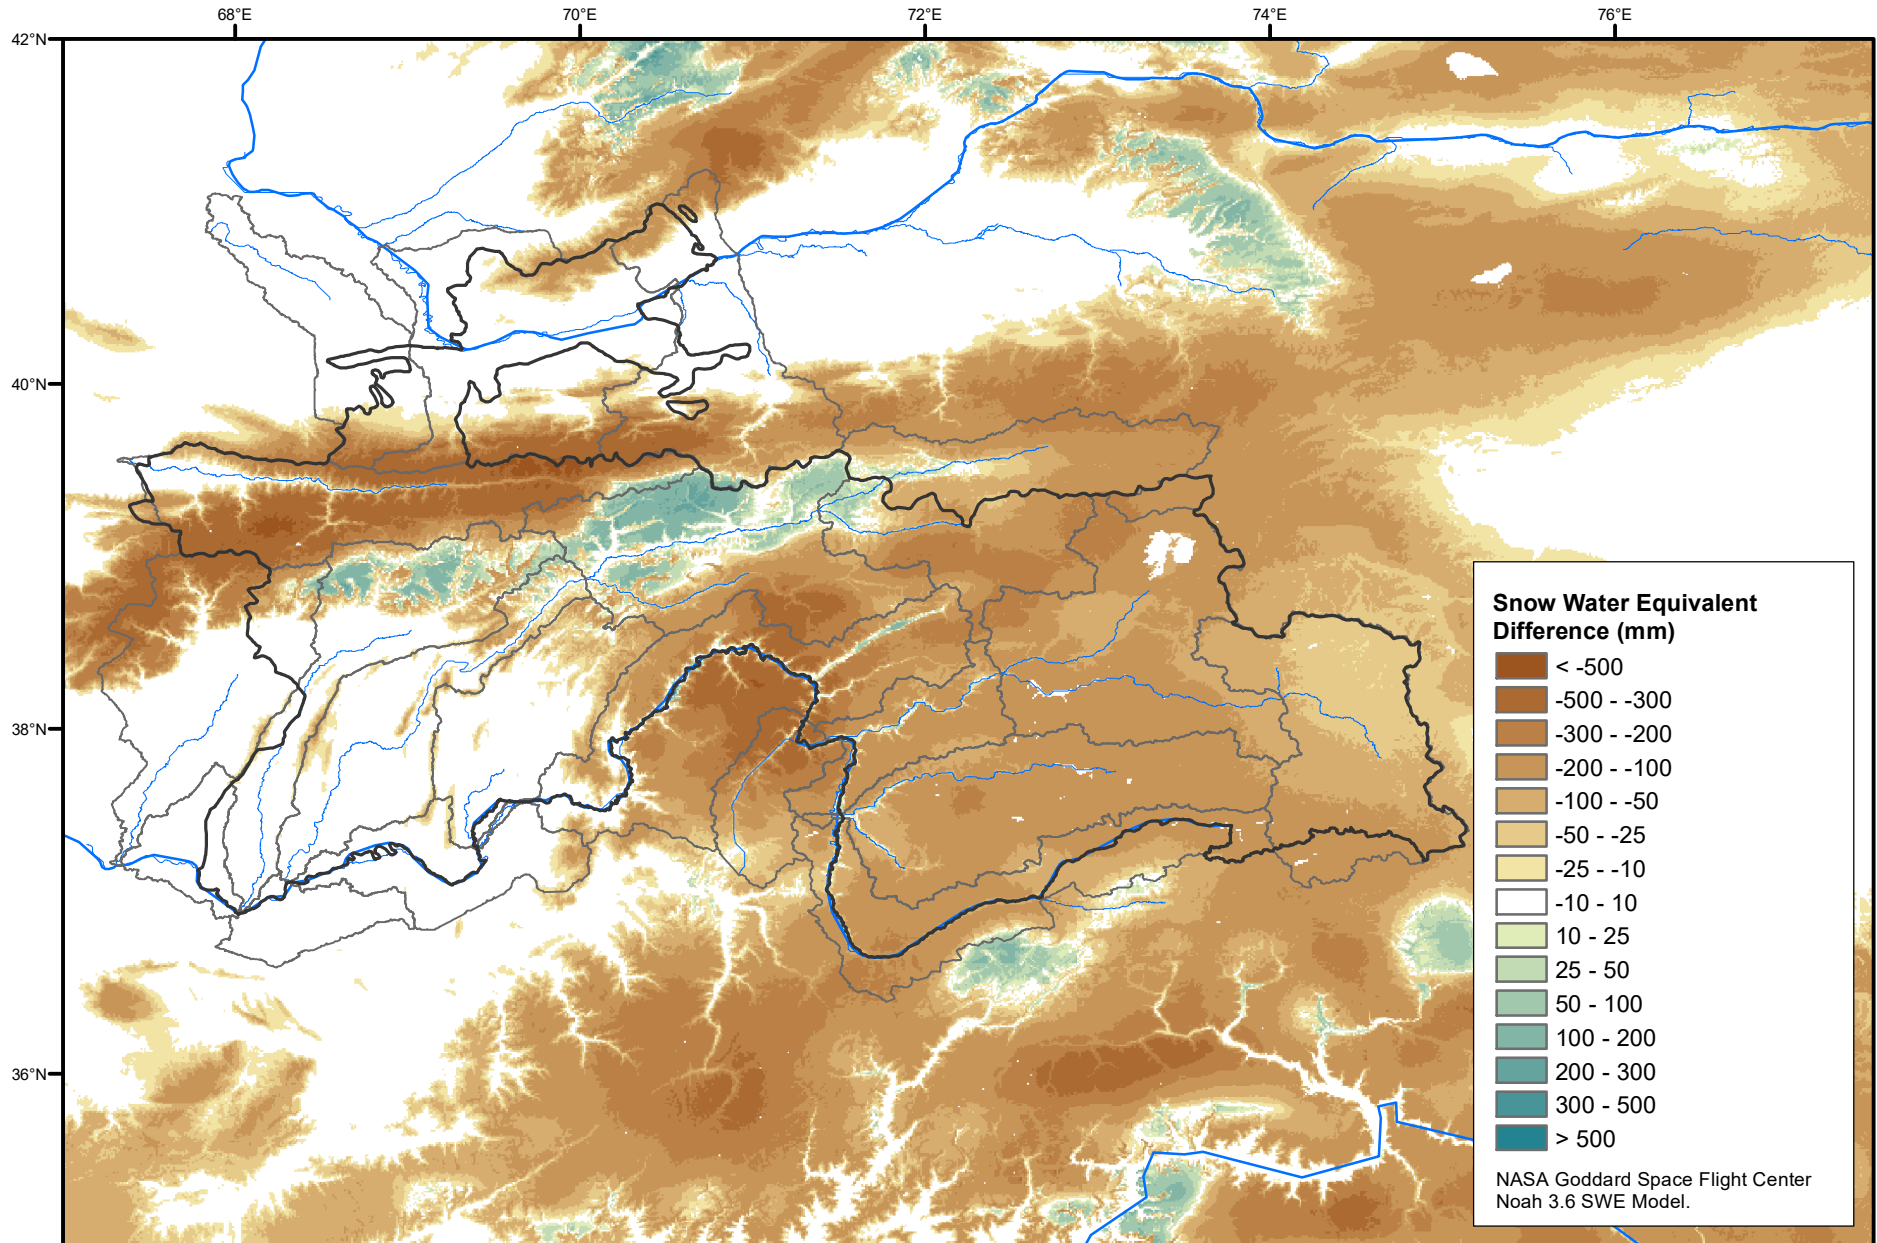 68°E
70°E
72°E
74°E
76°E
42°N
40°N
38°N
36°N
Snow Water Equivalent
Difference (mm)
< -500
-500 - -300
-300 - -200
-200 - -100
-100 - -50
-50 - -25
-25 - -10
-10 - 10
10 - 25
25 - 50
50 - 100
100 - 200
200 - 300
300 - 500
> 500
NASA Goddard Space Flight Center
Noah 3.6 SWE Model.